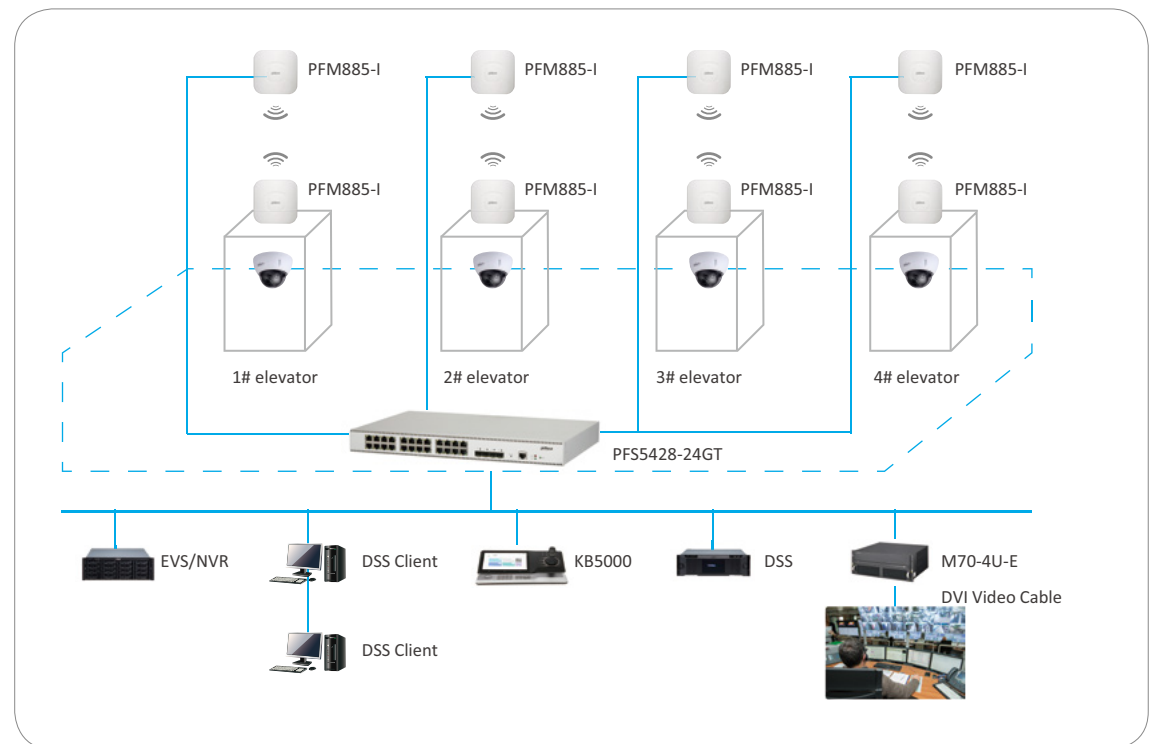 PFM885-I
PFM885-I
PFM885-I
PFM885-I
PFM885-I
PFM885-I
PFM885-I
PFM885-I
1# elevator
2# elevator
3# elevator
4# elevator
PFS5428-24GT
EVS/NVR
DSS Client
KB5000
DSS
M70-4U-E
DVI Video Cable
DSS Client